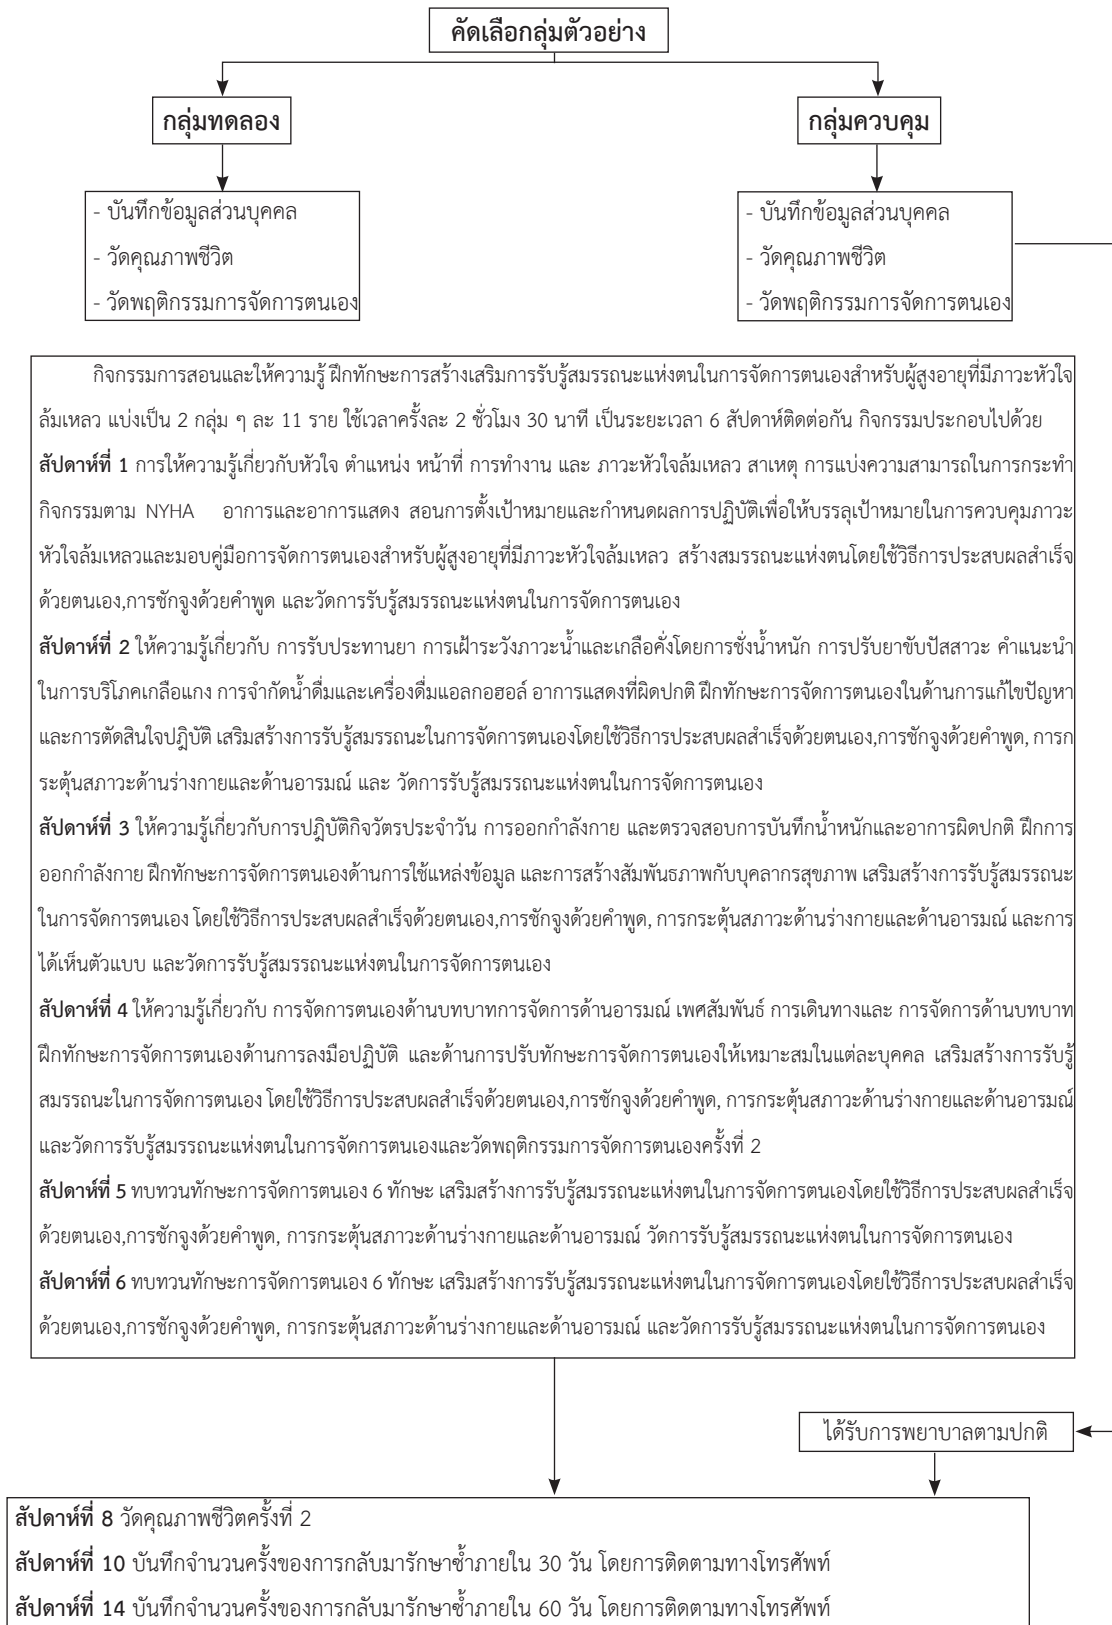 คัดเลือกลุ่มตัวอย่าง
กลุ่มทดลอง
กลุ่มควบคุม
- บันทึกข้อมูลส่วนบุคคล
- วัดคุณภาพชีวิต
- วัดพฤติกรรมการจัดการตนเอง
- บันทึกข้อมูลส่วนบุคคล
- วัดคุณภาพชีวิต
- วัดพฤติกรรมการจัดการตนเอง
กิจกรรมการสอนและให้ความรู้ ฝึกทักษะการสร้างเสริมการรับรู้สมรรถนะแห่งตนในการจัดการตนเองสำหรับผู้สูงอายุที่มีภาวะหัวใจ
ล้มเหลว แบ่งเป็น 2 กลุ่ม ๆ ละ 11 ราย ใช้เวลาครั้งละ 2 ชั่วโมง 30 นาที เป็นระยะเวลา 6 สัปดาห์ติดต่อกัน กิจกรรมประกอบไปด้วย
สัปดาห์ที่ 1 การให้ความรู้เกี่ยวกับหัวใจ ตำแหน่ง หน้าที่ การทำงาน และ ภาวะหัวใจล้มเหลว สาเหตุ การแบ่งความสามารถในการกระทำ
กิจกรรมตาม NYHA อาการและอาการแสดง สอนการตั้งเป้าหมายและกำหนดผลการปฏิบัติเพื่อให้บรรลุเป้าหมายในการควบคุมภาวะ
หัวใจล้มเหลวและมอบคู่มือการจัดการตนเองสำหรับผู้สูงอายุที่มีภาวะหัวใจล้มเหลว สร้างสมรรถนะแห่งตนโดยใช้วิธีการประสบผลสำเร็จ
ด้วยตนเอง,การชักจูงด้วยคำพูด และวัดการรับรู้สมรรถนะแห่งตนในการจัดการตนเอง
สัปดาห์ที่ 2 ให้ความรู้เกี่ยวกับ การรับประทานยา การเฝ้าระวังภาวะน้ำและเกลือคั่งโดยการชั่งน้ำหนัก การปรับยาขับปัสสาวะ คำแนะนำ
ในการบริโภคเกลือแกง การจำกัดน้ำดื่มและเครื่องดื่มแอลกอฮอล์ อาการแสดงที่ผิดปกติ ฝึกทักษะการจัดการตนเองในด้านการแก้ไขปัญหา
และการตัดสินใจปฎิบัติ เสริมสร้างการรับรู้สมรรถนะในการจัดการตนเองโดยใช้วิธีการประสบผลสำเร็จด้วยตนเอง,การชักจูงด้วยคำพูด, การก
ระตุ้นสภาวะด้านร่างกายและด้านอารมณ์ และ วัดการรับรู้สมรรถนะแห่งตนในการจัดการตนเอง
สัปดาห์ที่ 3 ให้ความรู้เกี่ยวกับการปฎิบัติกิจวัตรประจำวัน การออกกำลังกาย และตรวจสอบการบันทึกน้ำหนักและอาการผิดปกติ ฝึกการ
ออกกำลังกาย ฝึกทักษะการจัดการตนเองด้านการใช้แหล่งข้อมูล และการสร้างสัมพันธภาพกับบุคลากรสุขภาพ เสริมสร้างการรับรู้สมรรถนะ
ในการจัดการตนเอง โดยใช้วิธีการประสบผลสำเร็จด้วยตนเอง,การชักจูงด้วยคำพูด, การกระตุ้นสภาวะด้านร่างกายและด้านอารมณ์ และการ
ได้เห็นตัวแบบ และวัดการรับรู้สมรรถนะแห่งตนในการจัดการตนเอง
สัปดาห์ที่ 4 ให้ความรู้เกี่ยวกับ การจัดการตนเองด้านบทบาทการจัดการด้านอารมณ์ เพศสัมพันธ์ การเดินทางและ การจัดการด้านบทบาท
ฝึกทักษะการจัดการตนเองด้านการลงมือปฏิบัติ และด้านการปรับทักษะการจัดการตนเองให้เหมาะสมในแต่ละบุคคล เสริมสร้างการรับรู้
สมรรถนะในการจัดการตนเอง โดยใช้วิธีการประสบผลสำเร็จด้วยตนเอง,การชักจูงด้วยคำพูด, การกระตุ้นสภาวะด้านร่างกายและด้านอารมณ์
และวัดการรับรู้สมรรถนะแห่งตนในการจัดการตนเองและวัดพฤติกรรมการจัดการตนเองครั้งที่ 2
สัปดาห์ที่ 5 ทบทวนทักษะการจัดการตนเอง 6 ทักษะ เสริมสร้างการรับรู้สมรรถนะแห่งตนในการจัดการตนเองโดยใช้วิธีการประสบผลสำเร็จ
ด้วยตนเอง,การชักจูงด้วยคำพูด, การกระตุ้นสภาวะด้านร่างกายและด้านอารมณ์ วัดการรับรู้สมรรถนะแห่งตนในการจัดการตนเอง
สัปดาห์ที่ 6 ทบทวนทักษะการจัดการตนเอง 6 ทักษะ เสริมสร้างการรับรู้สมรรถนะแห่งตนในการจัดการตนเองโดยใช้วิธีการประสบผลสำเร็จ
ด้วยตนเอง,การชักจูงด้วยคำพูด, การกระตุ้นสภาวะด้านร่างกายและด้านอารมณ์ และวัดการรับรู้สมรรถนะแห่งตนในการจัดการตนเอง
ได้รับการพยาบาลตามปกติ
สัปดาห์ที่ 8 วัดคุณภาพชีวิตครั้งที่ 2
สัปดาห์ที่ 10 บันทึกจำนวนครั้งของการกลับมารักษาซ้ำภายใน 30 วัน โดยการติดตามทางโทรศัพท์
สัปดาห์ที่ 14 บันทึกจำนวนครั้งของการกลับมารักษาซ้ำภายใน 60 วัน โดยการติดตามทางโทรศัพท์